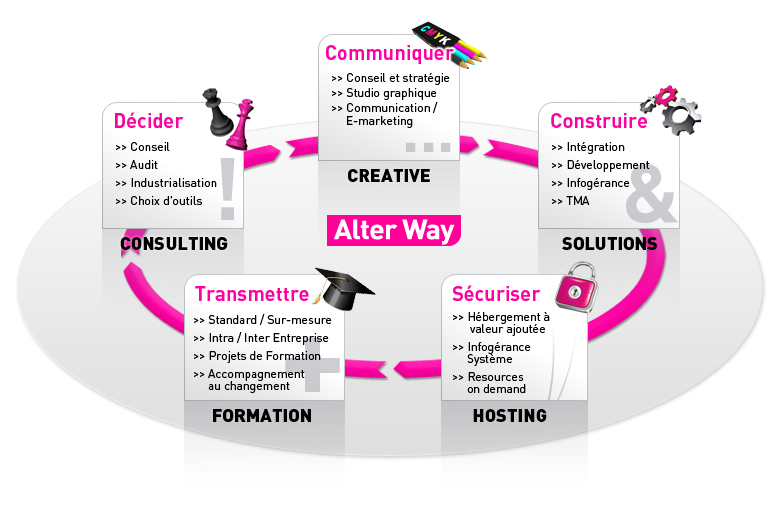 CMYK
Communiquer
>> Conseil et stratégie
>> Studio graphique
>> Communication /
E-marketing
...
CREATIVE
Décider
>> Conseil
>> Audit
>> Industrialisation
>> Choix d'outils
!
CONSULTING
Construire
>> Intégration
>> Développement
>> Infogérance
>> TMA
&
SOLUTIONS
Alter Way
Transmettre
>> Standard / Sur-mesure
>> Intra / Inter Entreprise
>> Projets de Formation
>> Accompagnement
au changement
+
FORMATION
Sécuriser
>> Hébergement à
valeur ajoutée
>> Infogérance
Système
>> Resources
on demand
HOSTING